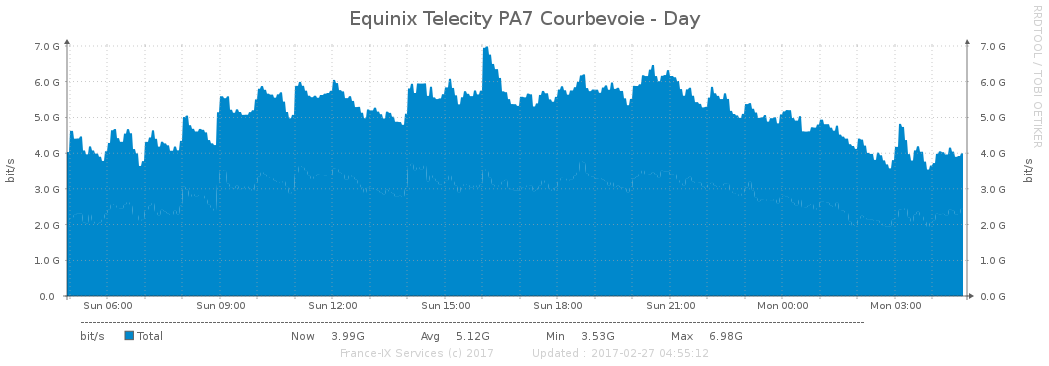 Equinix Telecity PA7 Courbevoie - Day
RRDTOOL / TOBI OETIKER
7.0 G 7.0 G
6.0 G 6.0 G
5.0 G 5.0 G
4.0 G 4.0 G
3.0 G 3.0 G
2.0 G 2.0 G
1.0 G 1.0 G
0.0 0.0 G
bit/s
bit/s
Sun 06:00 Sun 09:00 Sun 12:00 Sun 15:00 Sun 18:00 Sun 21:00 Mon 00:00 Mon 03:00
bit/s Total Now 3.99G Avg 5.12G Min 3.53G Max 6.98G
France-IX Services (c) 2017 Updated : 2017-02-27 04:55:12